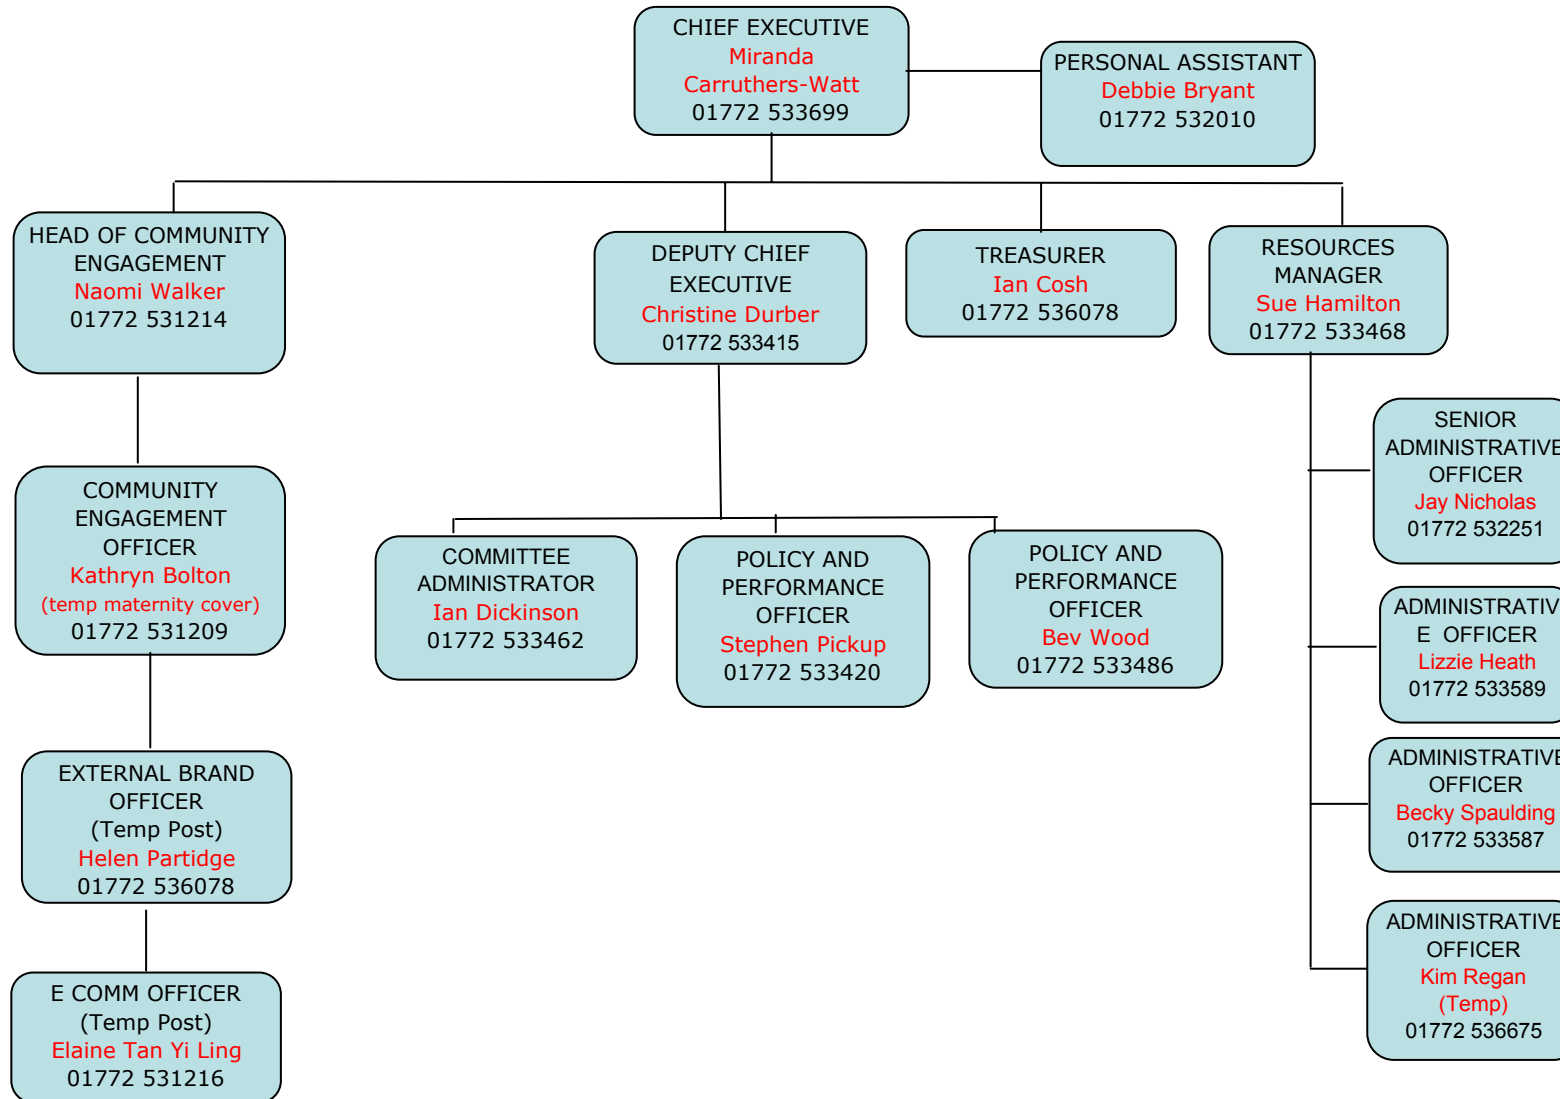 CHIEF EXECUTIVE
Miranda
Carruthers-Watt
01772 533699
PERSONAL ASSISTANT
Debbie Bryant
01772 532010
HEAD OF COMMUNITY
ENGAGEMENT
Naomi Walker
01772 531214
DEPUTY CHIEF
EXECUTIVE
Christine Durber
01772 533415
TREASURER
Ian Cosh
01772 536078
RESOURCES
MANAGER
Sue Hamilton
01772 533468
COMMUNITY
ENGAGEMENT
OFFICER
Kathryn Bolton
(temp maternity cover)
01772 531209
COMMITTEE
ADMINISTRATOR
Ian Dickinson
01772 533462
POLICY AND
PERFORMANCE
OFFICER
Stephen Pickup
01772 533420
POLICY AND
PERFORMANCE
OFFICER
Bev Wood
01772 533486
SENIOR
ADMINISTRATIVE
OFFICER
Jay Nicholas
01772 532251
ADMINISTRATIV
E OFFICER
Lizzie Heath
01772 533589
ADMINISTRATIVE
OFFICER
Becky Spaulding
01772 533587
ADMINISTRATIVE
OFFICER
Kim Regan
(Temp)
01772 536675
EXTERNAL BRAND
OFFICER
(Temp Post)
Helen Partidge
01772 536078
E COMM OFFICER
(Temp Post)
Elaine Tan Yi Ling
01772 531216